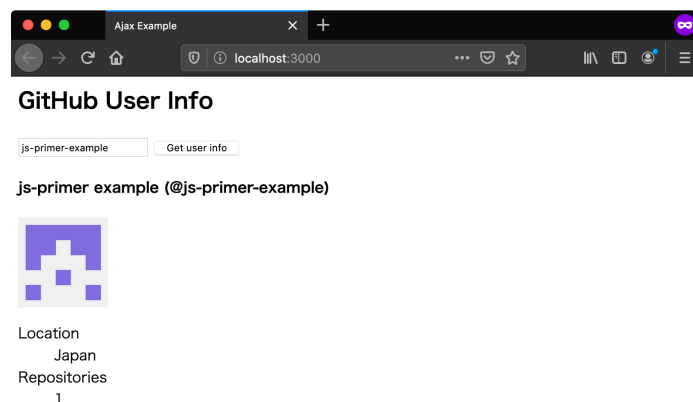 Ajax Example
localhost:3000
GitHub User Info
js-primer-example
Get user info
js-primer example (@js-primer-example)
Location
Japan
Repositories
1